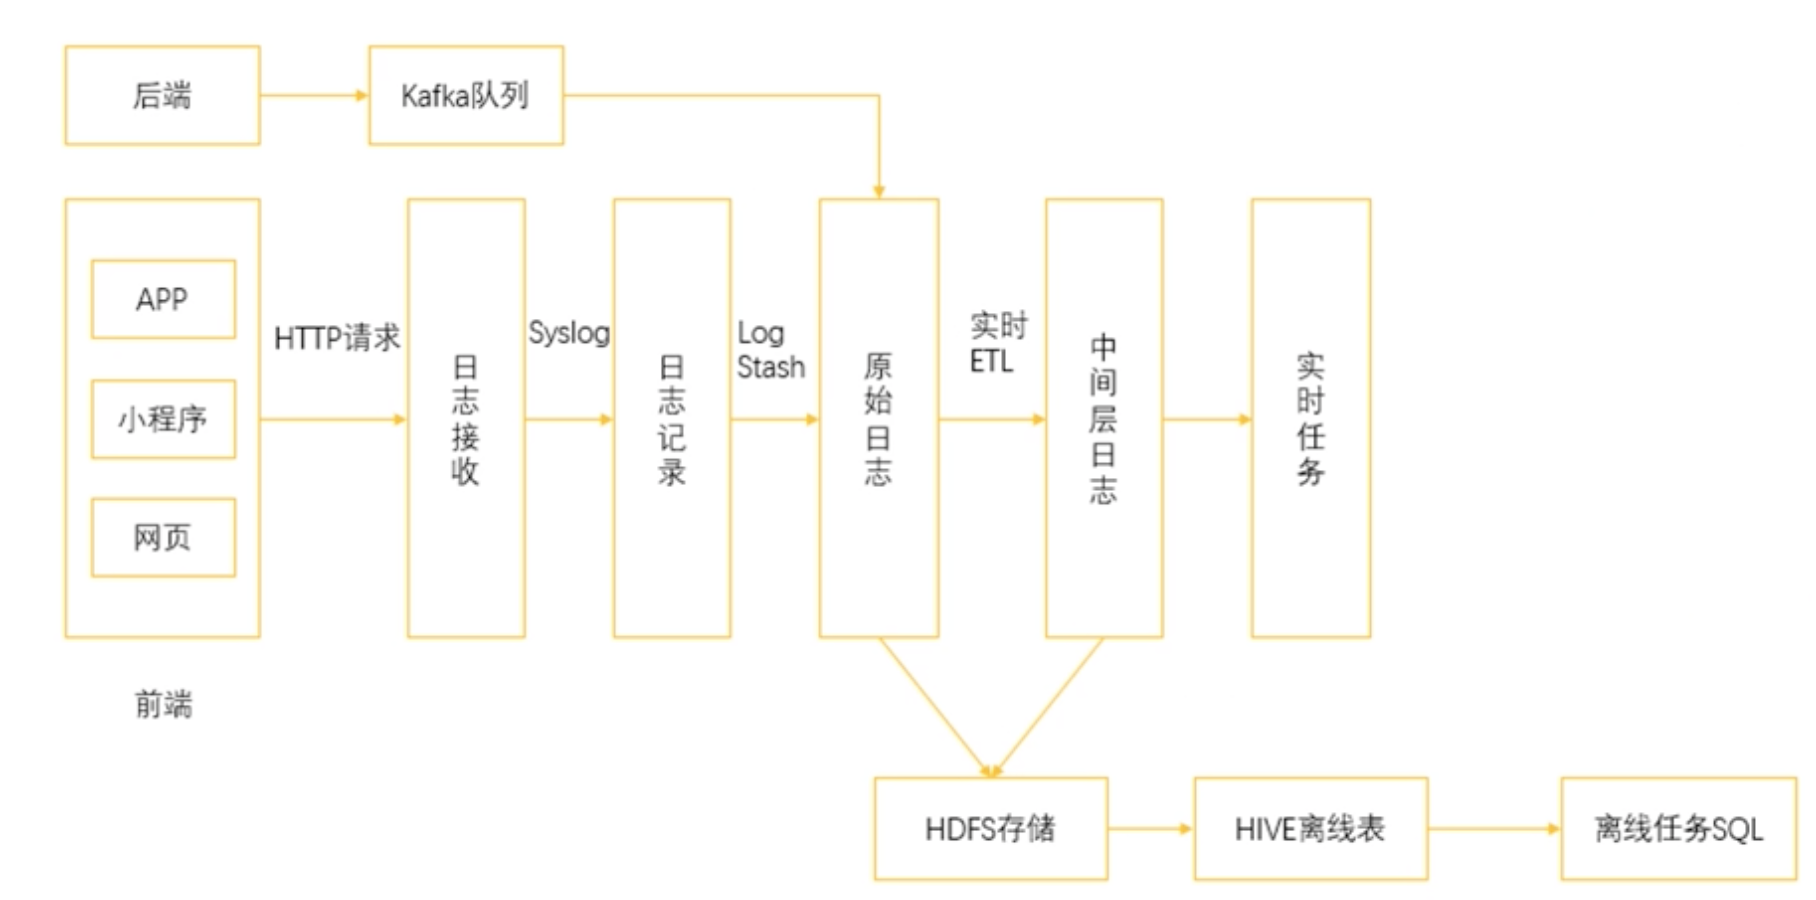 后端
Kafka队列
APP
小程序
网页
前端
HTTP请求
日志接收
Syslog
日志记录
Log
Stash
原始日志
实时
ETL
中间层日志
实时任务
HDFS存储
HIVE离线表
离线任务SQL